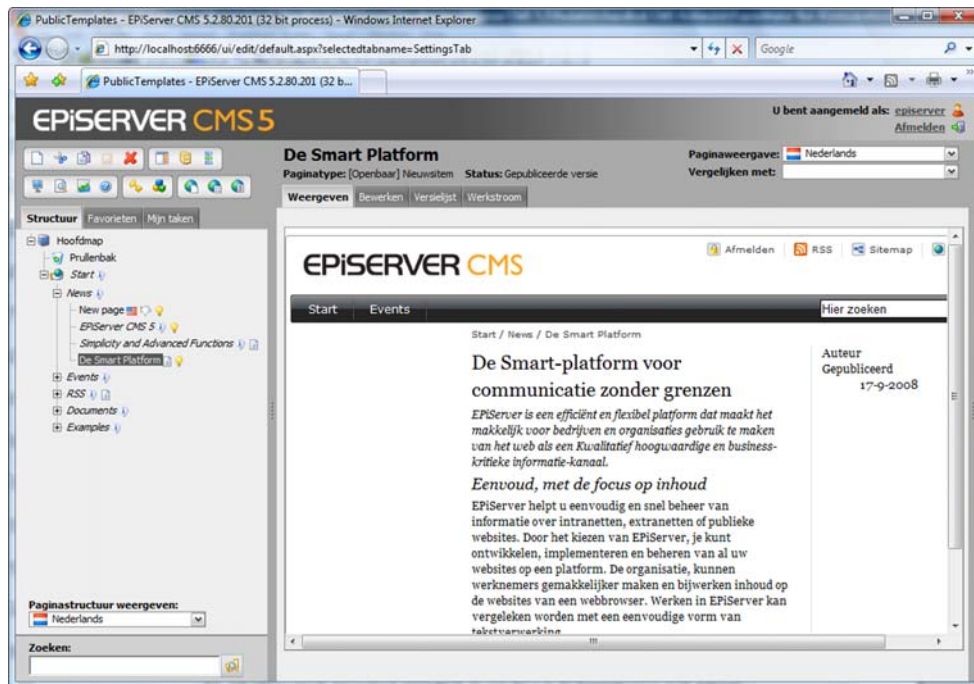 PublicTemplates - EPiServer CMS 5.2.80.201 (32 bit process) - Windows Internet Explorer
http://localhost:6666/ui/edit/default.aspx?selectedtabname=SettingsTab
Google
PublicTemplates - EPiServer CMS 5.2.80.201 (32 b...
EPiSERVER CMS 5
U bent aangemeld als: episerver
Afmelden
De Smart Platform
Paginaweergave: Nederlands
Paginatype: [Openbaar] Nieuwsitem Status: Gepubliceerde versie
Vergelijken met:
Weergeven Bewerken Versielijst Werkstroom
Structuur Favorieten Mijn taken
Hoofdmap
Prullenbak
Start
News
New page
EPiServer CMS 5
Simplicity and Advanced Functions
De Smart Platform
Events
RSS
Documents
Examples
Paginastructuur weergeven:
Nederlands
Zoeken:
Afmelden RSS Sitemap
EPiSERVER CMS
Start Events
Hier zoeken
Start / News / De Smart Platform
De Smart-platform voor
communicatie zonder grenzen
EPiServer is een efficiënt en flexibel platform dat maakt het
makkelijk voor bedrijven en organisaties gebruik te maken
van het web als een Kwalitatief hoogwaardige en business-
kritieke informatie-kanaal.
Eenvoud, met de focus op inhoud
EPiServer helpt u eenvoudig en snel beheer van
informatie over intranetten, extranetten of publieke
websites. Door het kiezen van EPiServer, je kunt
ontwikkelen, implementeren en beheren van al uw
websites op een platform. De organisatie, kunnen
werknemers gemakkelijker maken en bijwerken inhoud op
de websites van een webbrowser. Werken in EPiServer kan
vergeleken worden met een eenvoudige vorm van
tekstverwerking
Auteur
Gepubliceerd
17-9-2008